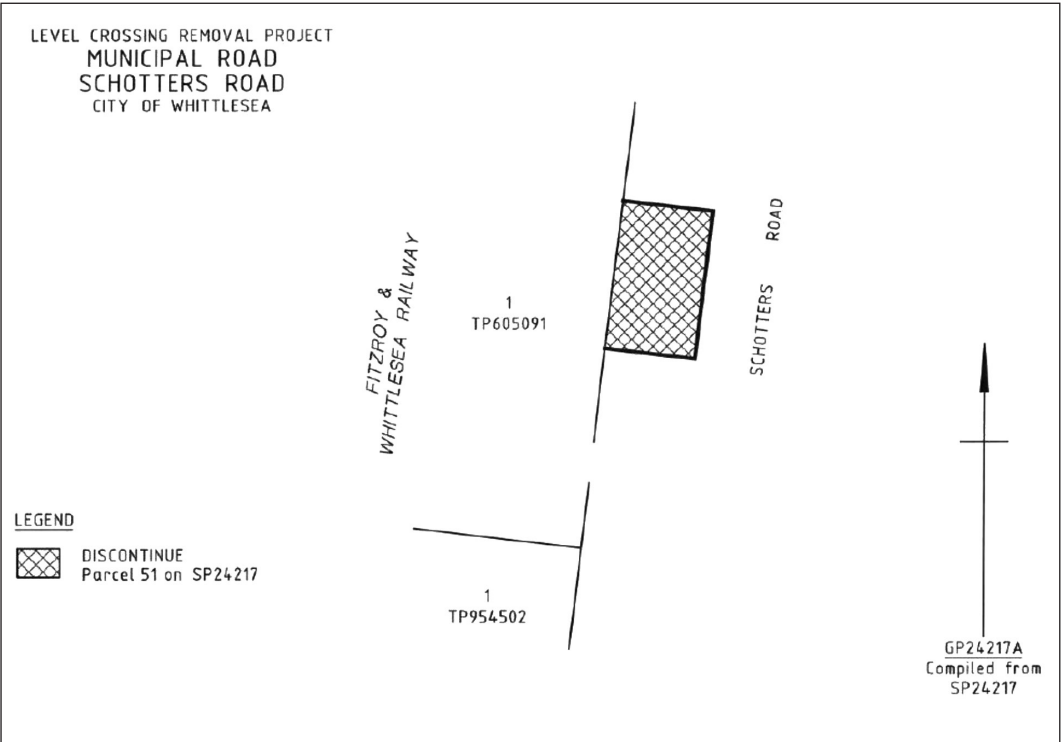 LEVEL CROSSING REMOVAL PROJECT
MUNICIPAL ROAD
SCHOTTERS ROAD
CITY OF WHITTLESEA
FITZROY &
WHITTLESEA RAILWAY
1
TP605091
SCHOTTERS ROAD
LEGEND
DISCONTINUE
Parcel 51 on SP24217
1
TP954502
GP24217A
Compiled from
SP24217